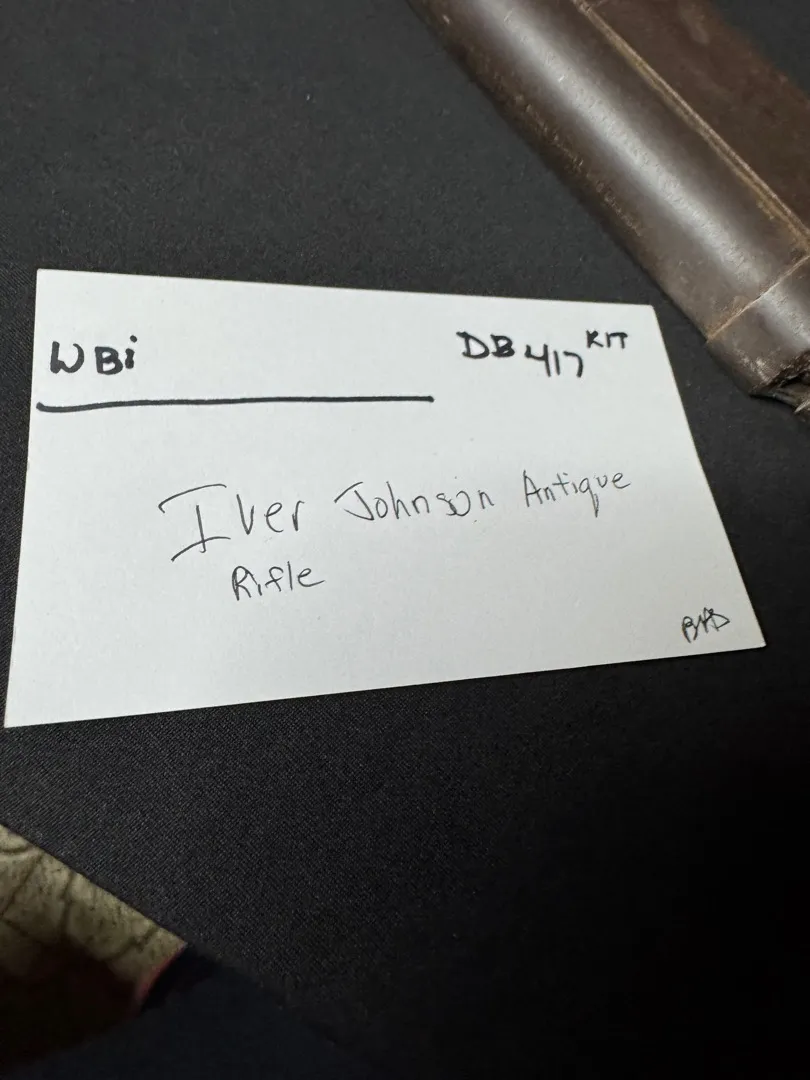 WBi
DB 417 KIT
Iver Johnson Antique
Rifle